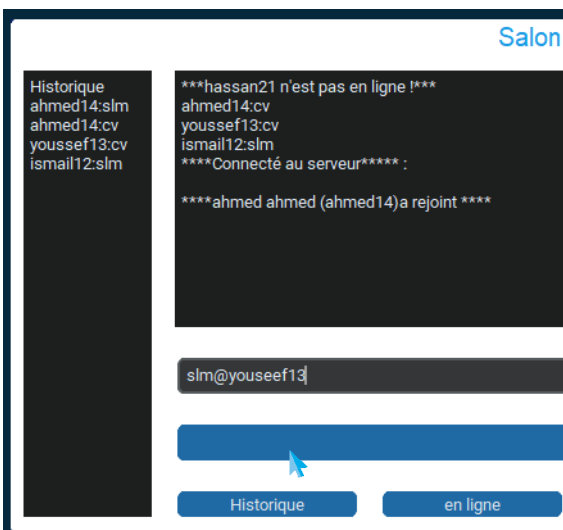 Salon
Historique
ahmed14:slm
ahmed14:cv
youssef13:cv
ismail12:slm
***hassan21 n'est pas en ligne !***
ahmed14:cv
youssef13:cv
ismail12:slm
****Connecté au serveur***** :
****ahmed ahmed (ahmed14)a rejoint ****
slm@youseef13
Historique
en ligne